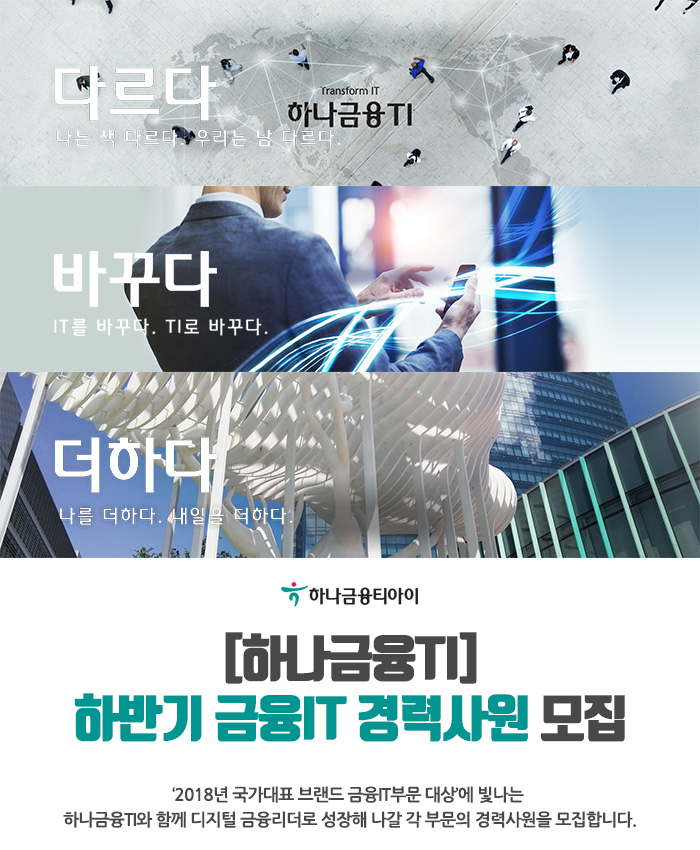 다르다
나는 색 다르다. 우리는 남 다르다.
Transform IT
하나금융TI
바꾸다
IT를 바꾸다. TI로 바꾸다.
더하다
나를 더하다. 내일을 더하다.
하나금융티아이
[하나금융TI]
하반기 금융IT 경력사원 모집
‘2018년 국가대표 브랜드 금융IT부문 대상’에 빛나는
하나금융TI와 함께 디지털 금융리더로 성장해 나갈 각 부문의 경력사원을 모집합니다.